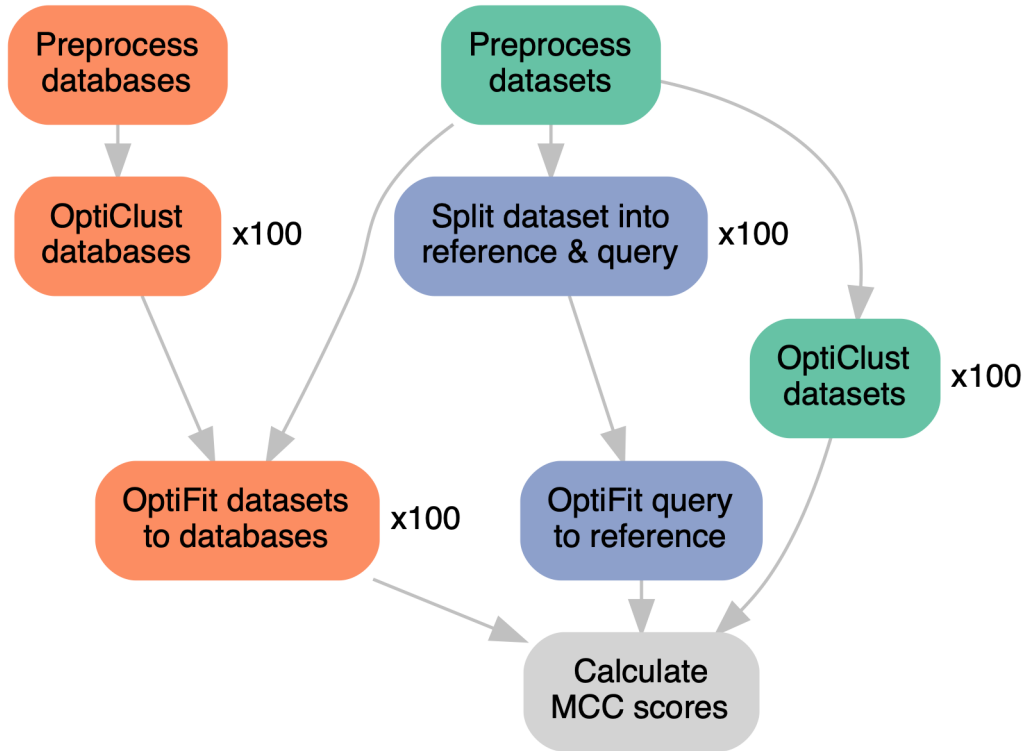 Preprocess
databases
Preprocess
datasets
OptiClust
databases
x100
Split dataset into
reference & query
x100
OptiClust
datasets
x100
OptiFit datasets
to databases
x100
OptiFit query
to reference
Calculate
MCC scores